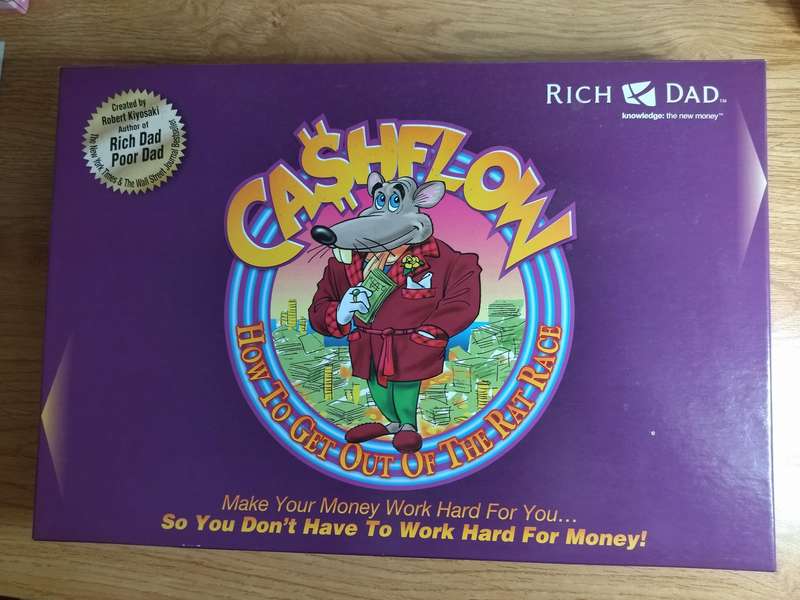 Created by
Robert Kiyosaki
Author of
Rich Dad
Poor Dad
The New York Times & The Wall Street Journal Bestseller
RICH DAD™
knowledge: the new money™
CA$HFLOW
HOW TO GET OUT OF THE RAT RACE
Make Your Money Work Hard For You...
So You Don't Have To Work Hard For Money!